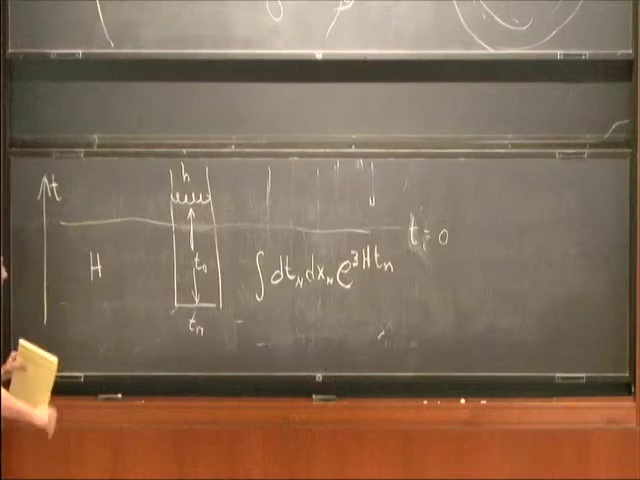 t
h
t = 0
H
t_n
∫ dt_N dx_N e^{3Ht_n}
t_n